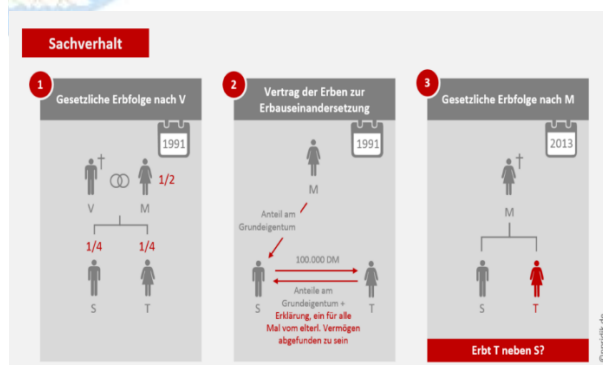 Sachverhalt
1
Gesetzliche Erbfolge nach V
1991
1/2
V
M
1/4
1/4
S
T
2
Vertrag der Erben zur
Erbauseinandersetzung
1991
M
Anteil am
Grundeigentum
100.000 DM
Anteile am
Grundeigentum +
Erklärung, ein für alle
Mal vom elterl. Vermögen
abgefunden zu sein
S
T
3
Gesetzliche Erbfolge nach M
2013
M
S
T
Erbt T neben S?